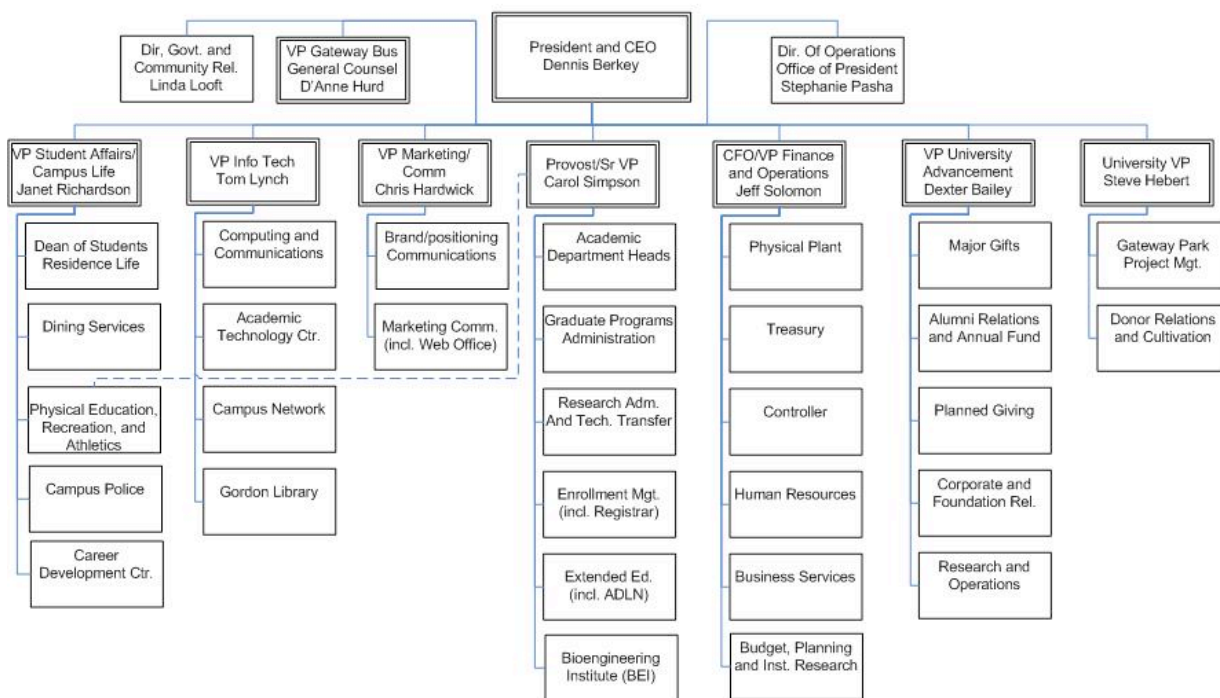 Dir, Govt. and
Community Rel.
Linda Looft
VP Gateway Bus
General Counsel
D'Anne Hurd
President and CEO
Dennis Berkey
Dir. Of Operations
Office of President
Stephanie Pasha
VP Student Affairs/
Campus Life
Janet Richardson
VP Info Tech
Tom Lynch
VP Marketing/
Comm
Chris Hardwick
Provost/Sr VP
Carol Simpson
CFO/VP Finance
and Operations
Jeff Solomon
VP University
Advancement
Dexter Bailey
University VP
Steve Hebert
Dean of Students
Residence Life
Dining Services
Physical Education,
Recreation, and
Athletics
Campus Police
Career
Development Ctr.
Computing and
Communications
Academic
Technology Ctr.
Campus Network
Gordon Library
Brand/positioning
Communications
Marketing Comm.
(incl. Web Office)
Academic
Department Heads
Graduate Programs
Administration
Research Adm.
And Tech. Transfer
Enrollment Mgt.
(incl. Registrar)
Extended Ed.
(incl. ADLN)
Bioengineering
Institute (BEI)
Physical Plant
Treasury
Controller
Human Resources
Business Services
Budget, Planning
and Inst. Research
Major Gifts
Alumni Relations
and Annual Fund
Planned Giving
Corporate and
Foundation Rel.
Research and
Operations
Gateway Park
Project Mgt.
Donor Relations
and Cultivation